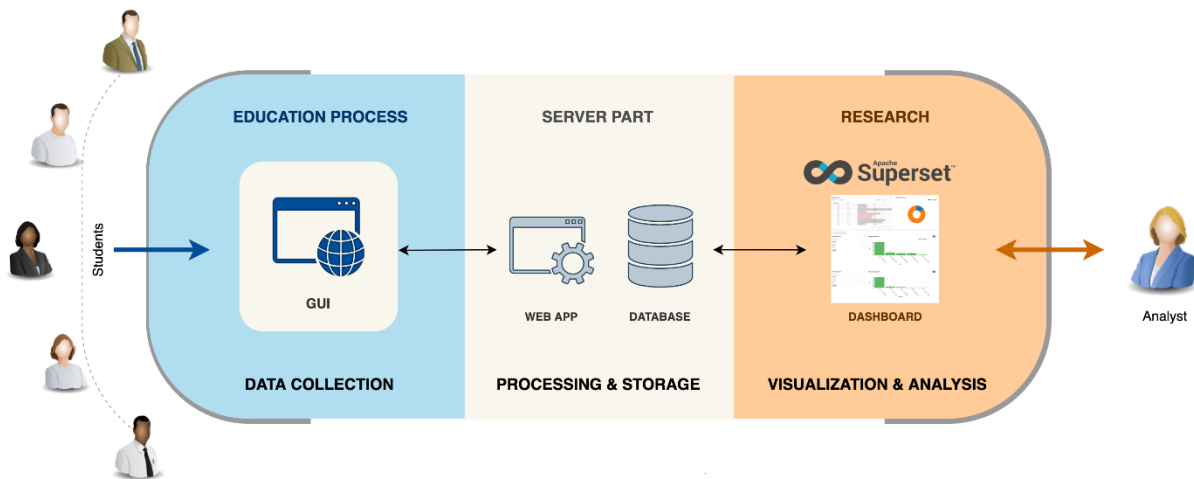 EDUCATION PROCESS
SERVER PART
RESEARCH
Apache
Superset™
Students
GUI
WEB APP
DATABASE
DASHBOARD
Analyst
DATA COLLECTION
PROCESSING & STORAGE
VISUALIZATION & ANALYSIS